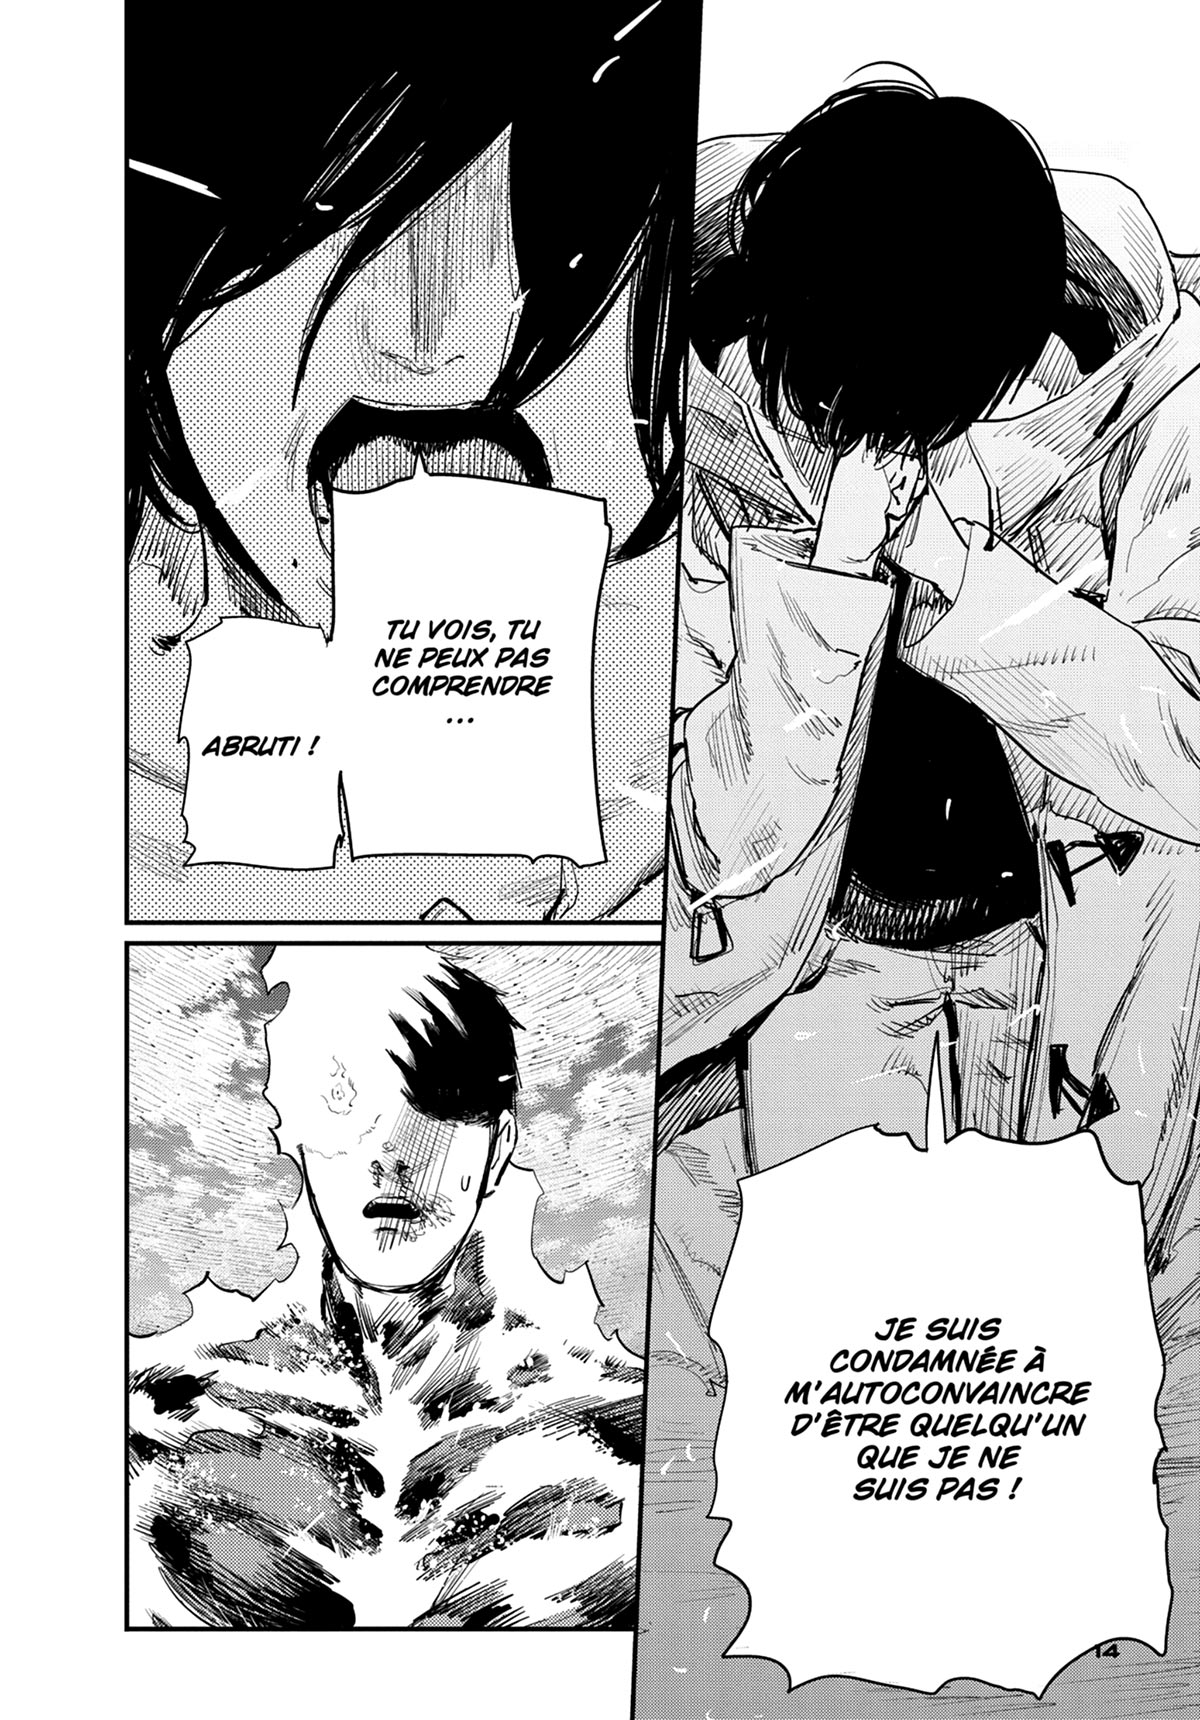 JE SUIS
CONDAMNÉE À
M'AUTOCONVAINCRE
D'ÊTRE QUELQU'UN
QUE JE NE
SUIS PAS !
TU VOIS, TU
NE PEUX PAS
COMPRENDRE
...
ABRUTI !
14